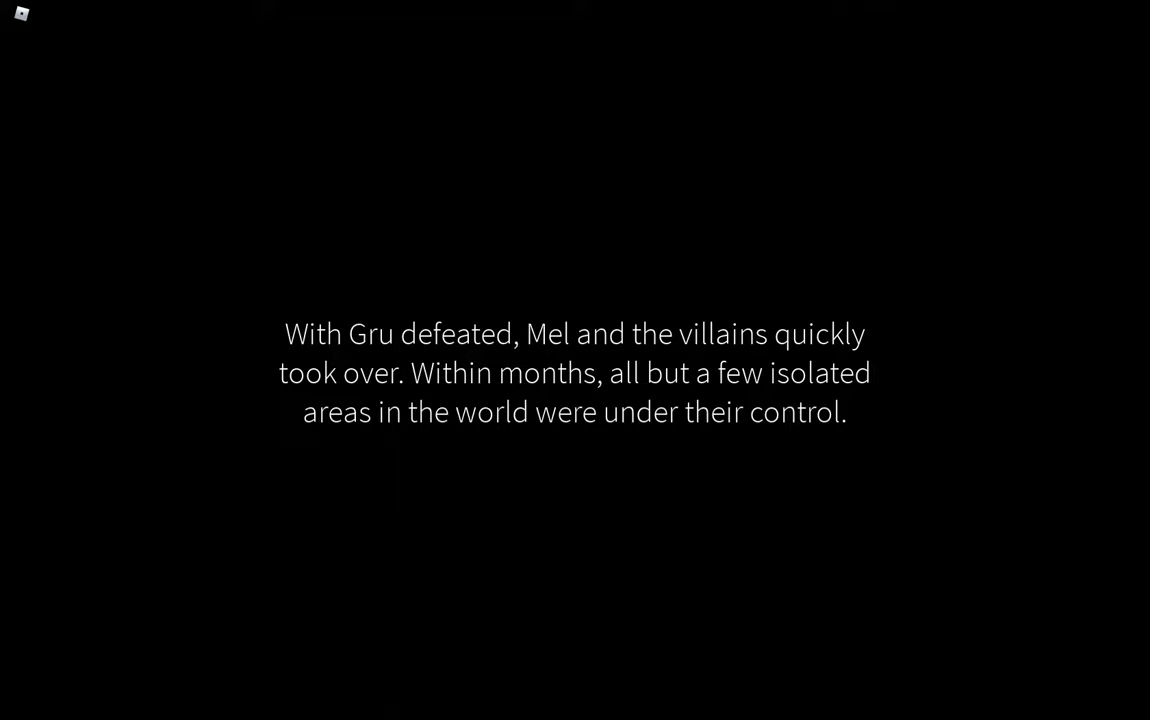 With Gru defeated, Mel and the villains quickly
took over. Within months, all but a few isolated
areas in the world were under their control.